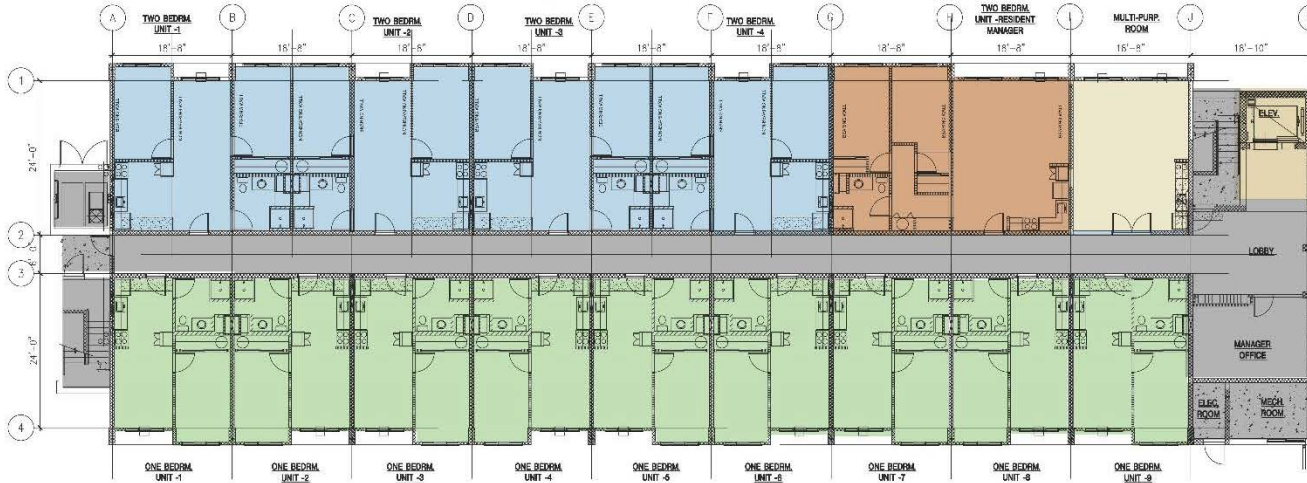 A
B
C
D
E
F
G
H
J
TWO BEDRM.
UNIT -1
TWO BEDRM.
UNIT -2
TWO BEDRM.
UNIT -3
TWO BEDRM.
UNIT -4
TWO BEDRM.
UNIT -RESIDENT
MANAGER
MULTI-PURP.
ROOM
18'-8"
18'-8"
18'-8"
18'-8"
18'-8"
18'-8"
18'-8"
18'-8"
18'-8"
16'-10"
1
24'-0"
2
3
24'-0"
4
ELEV.
LOBBY
MANAGER
OFFICE
ELEC.
ROOM
MECH.
ROOM
ONE BEDRM.
UNIT -1
ONE BEDRM.
UNIT -2
ONE BEDRM.
UNIT -3
ONE BEDRM.
UNIT -4
ONE BEDRM.
UNIT -5
ONE BEDRM.
UNIT -6
ONE BEDRM.
UNIT -7
ONE BEDRM.
UNIT -8
ONE BEDRM.
UNIT -9